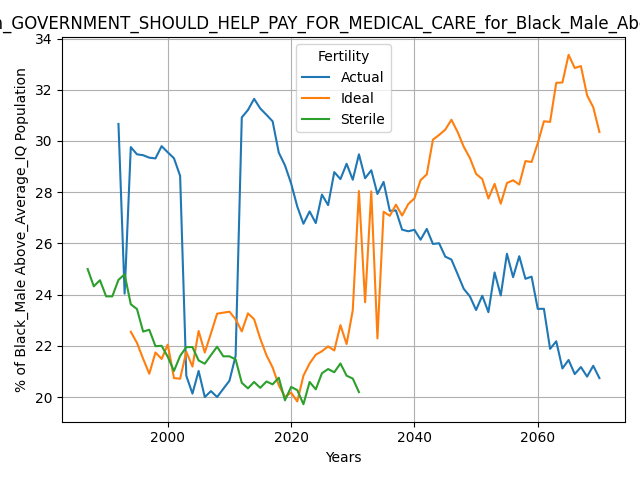 GOVERNMENT_SHOULD_HELP_PAY_FOR_MEDICAL_CARE_for_Black_Male_Abo
Fertility
Actual
Ideal
Sterile
% of Black_Male Above_Average_IQ Population
34
32
30
28
26
24
22
20
2000 2020 2040 2060
Years